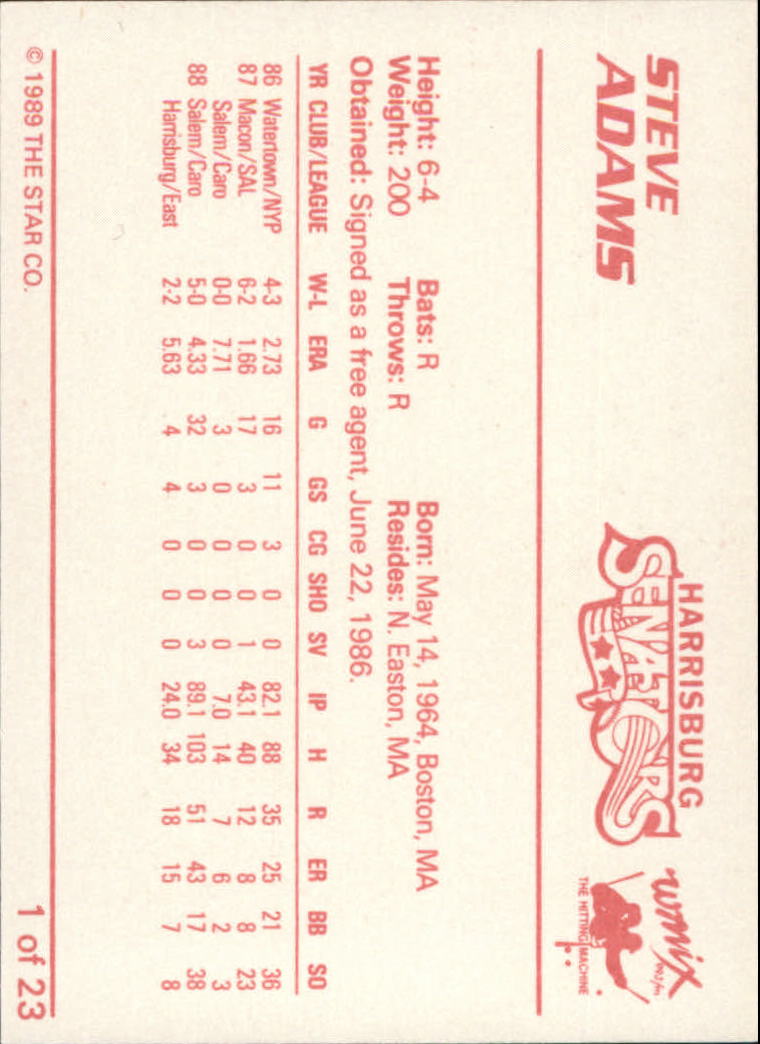 STEVE
ADAMS
HARRISBURG
SENATORS
wmix
THE HITTING MACHINE
Height: 6-4 Bats: R Born: May 14, 1964, Boston, MA
Weight: 200 Throws: R Resides: N. Easton, MA
Obtained: Signed as a free agent, June 22, 1986.
YR CLUB/LEAGUE W-L ERA G GS CG SHO SV IP H R ER BB SO
86 Watertown/NYP 4-3 2.73 16 11 3 0 0 82.1 88 35 25 21 36
87 Macon/SAL 6-2 1.66 17 3 0 0 1 43.1 40 12 8 8 23
Salem/Caro 0-0 7.71 3 0 0 0 0 7.0 14 7 6 2 3
88 Salem/Caro 5-0 4.33 32 3 0 0 3 89.1 103 51 43 17 38
Harrisburg/East 2-2 5.63 4 4 0 0 0 24.0 34 18 15 7 8
© 1989 THE STAR CO. 1 of 23